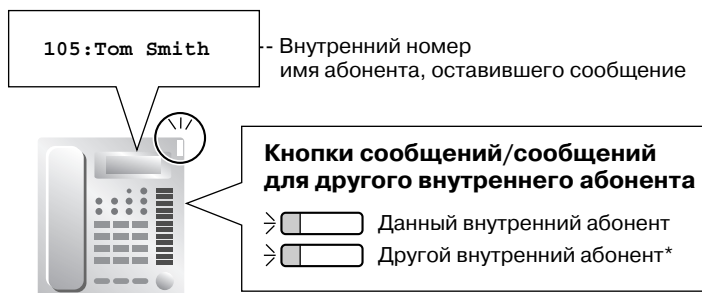 105:Tom Smith
Внутренний номер
имя абонента, оставившего сообщение
Кнопки сообщений/сообщений
для другого внутреннего абонента
Данный внутренний абонент
Другой внутренний абонент*